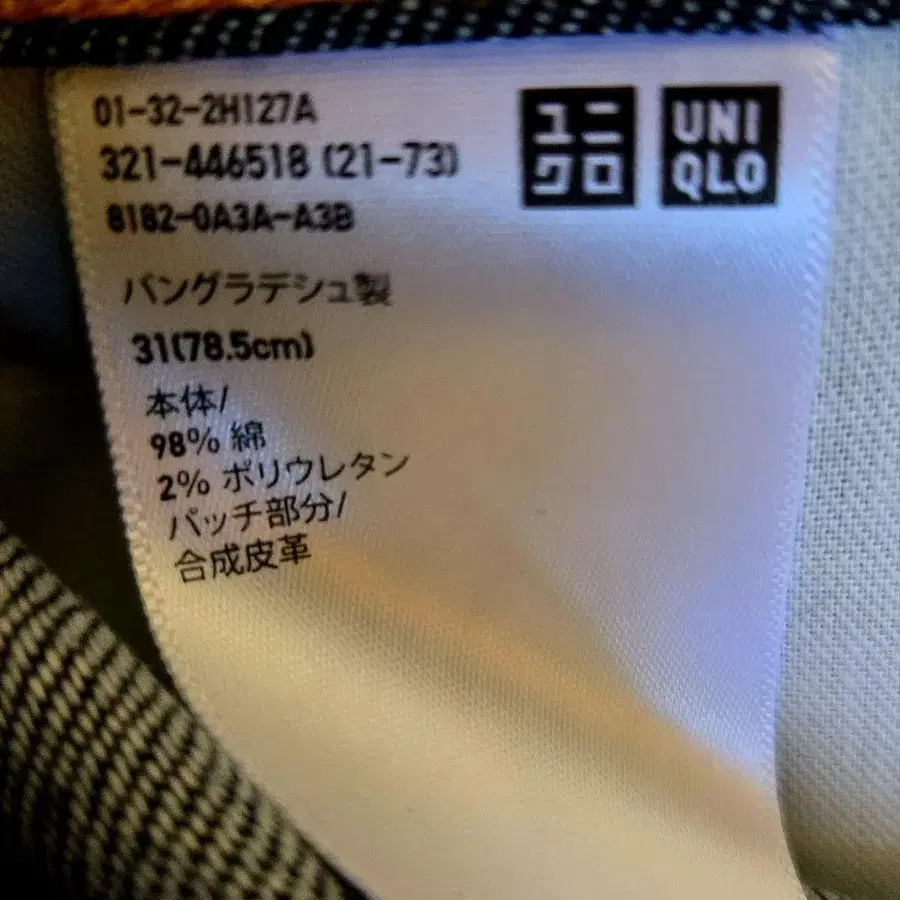 01-32-2H127A
321-446518 (21-73)
8182-0A3A-A3B
ユニ
クロ
UNI
QLO
バングラデシュ製
31(78.5cm)
本体/
98% 綿
2% ポリウレタン
パッチ部分/
合成皮革